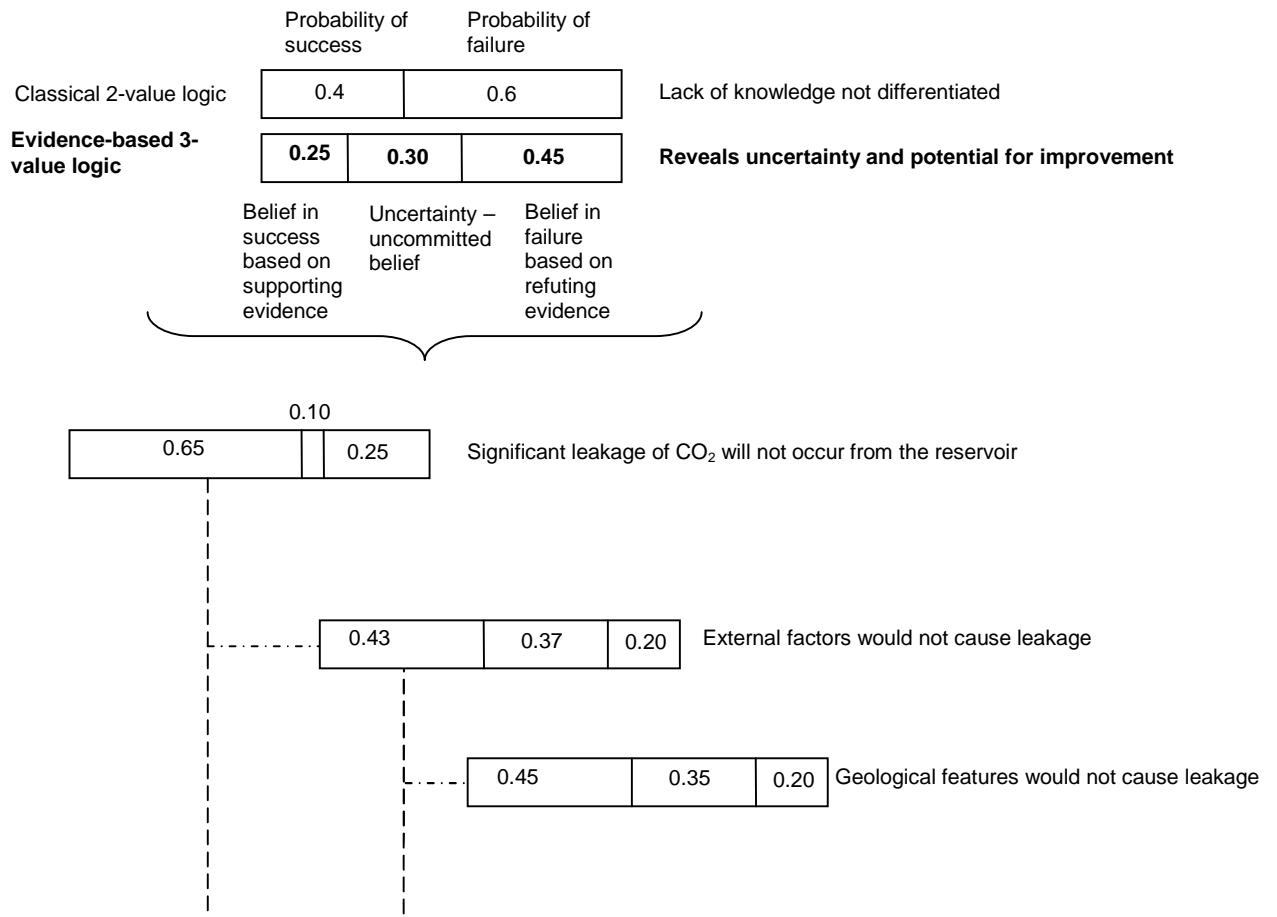 Probability of
success
Probability of
failure
Classical 2-value logic
0.4
0.6
Lack of knowledge not differentiated
Evidence-based 3-
value logic
0.25
0.30
0.45
Reveals uncertainty and potential for improvement
Belief in
success
based on
supporting
evidence
Uncertainty –
uncommitted
belief
Belief in
failure
based on
refuting
evidence
0.10
0.65
0.25
Significant leakage of CO₂ will not occur from the reservoir
0.43
0.37
0.20
External factors would not cause leakage
0.45
0.35
0.20
Geological features would not cause leakage